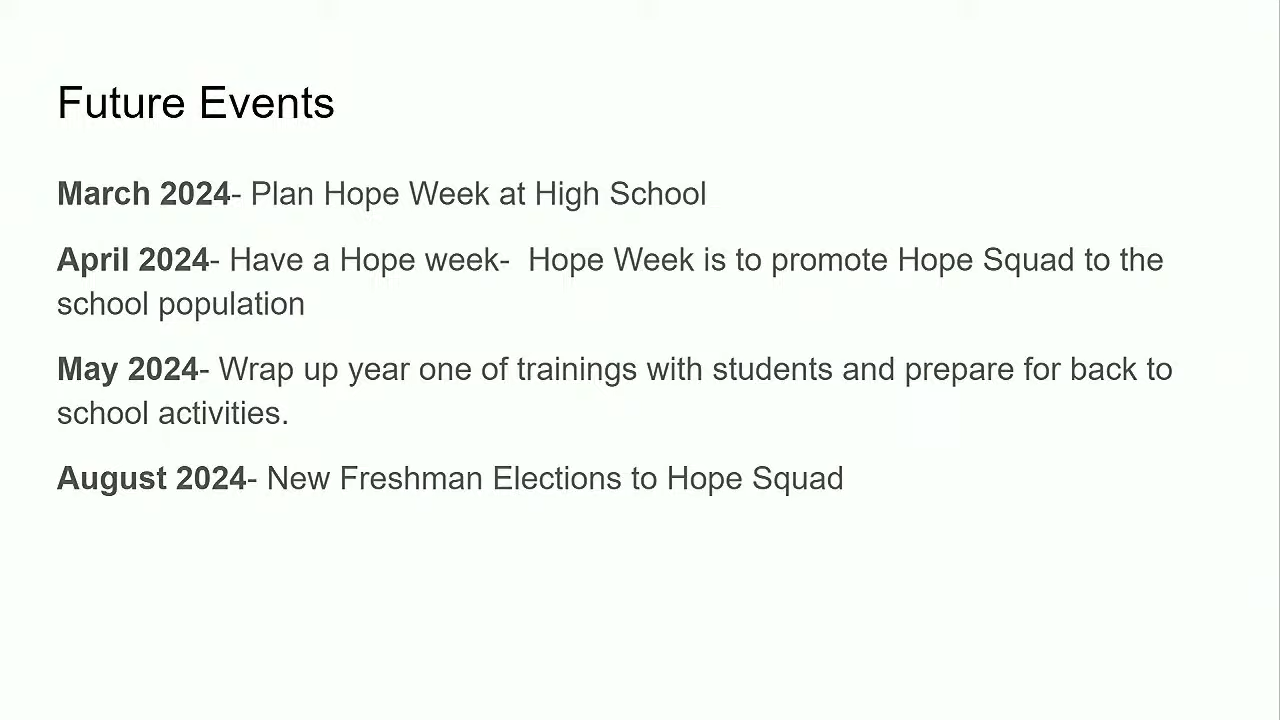 Future Events
March 2024- Plan Hope Week at High School
April 2024- Have a Hope week-  Hope Week is to promote Hope Squad to the
school population
May 2024- Wrap up year one of trainings with students and prepare for back to
school activities.
August 2024- New Freshman Elections to Hope Squad